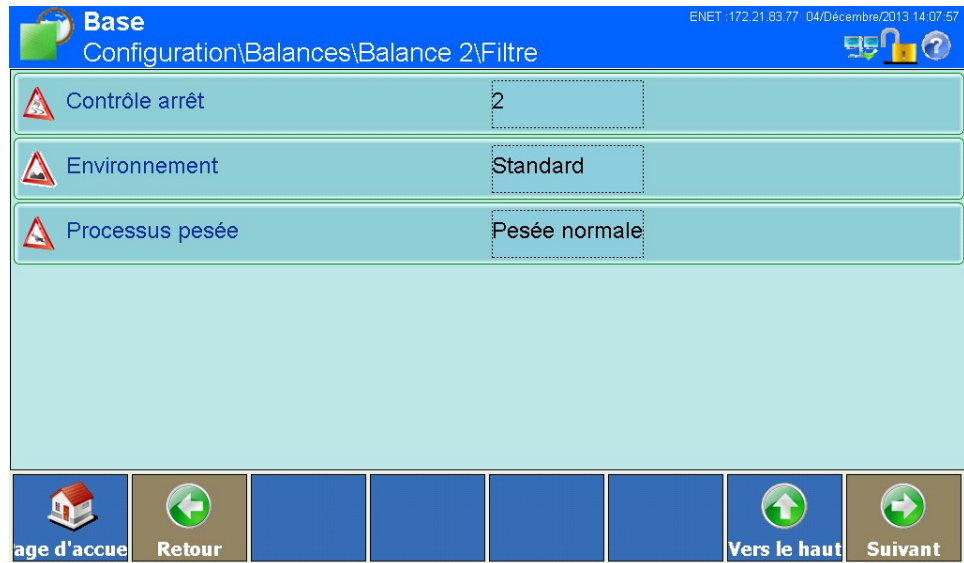 Base
ENET :172.21.83.77 04/Décembre/2013 14:07:57
Configuration\Balances\Balance 2\Filtre
Contrôle arrêt 2
Environnement Standard
Processus pesée Pesée normale
age d'accue Retour Vers le haut Suivant